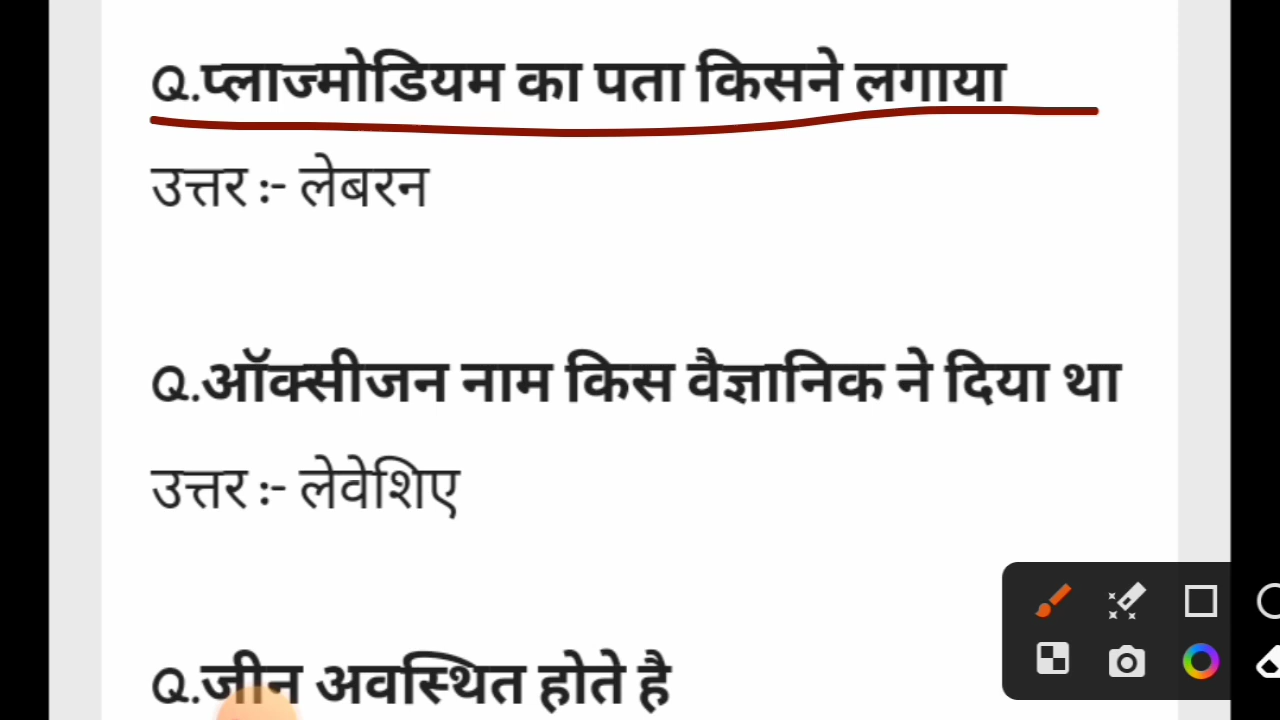 Q.प्लाज्मोडियम का पता किसने लगाया
उत्तर :- लेबरन
Q.ऑक्सीजन नाम किस वैज्ञानिक ने दिया था
उत्तर :- लेवेशिए
Q.जीन अवस्थित होते है